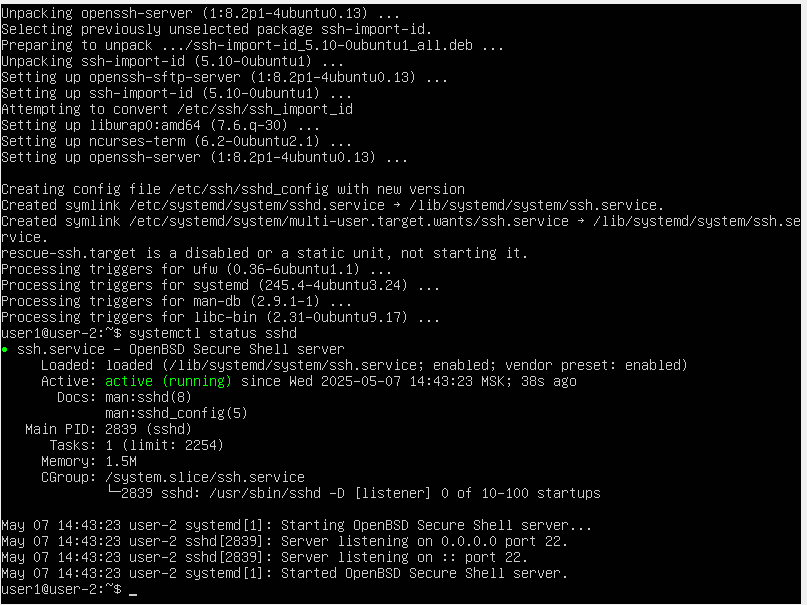 Unpacking openssh-server (1:8.2p1-4ubuntu0.13) ...
Selecting previously unselected package ssh-import-id.
Preparing to unpack .../ssh-import-id_5.10-0ubuntu1_all.deb ...
Unpacking ssh-import-id (5.10-0ubuntu1) ...
Setting up openssh-sftp-server (1:8.2p1-4ubuntu0.13) ...
Setting up ssh-import-id (5.10-0ubuntu1) ...
Attempting to convert /etc/ssh/ssh_import_id
Setting up libwrap0:amd64 (7.6.q-30) ...
Setting up ncurses-term (6.2-0ubuntu2.1) ...
Setting up openssh-server (1:8.2p1-4ubuntu0.13) ...

Creating config file /etc/ssh/sshd_config with new version
Created symlink /etc/systemd/system/sshd.service → /lib/systemd/system/ssh.service.
Created symlink /etc/systemd/system/multi-user.target.wants/ssh.service → /lib/systemd/system/ssh.se
rvice.
rescue-ssh.target is a disabled or a static unit, not starting it.
Processing triggers for ufw (0.36-6ubuntu1.1) ...
Processing triggers for systemd (245.4-4ubuntu3.24) ...
Processing triggers for man-db (2.9.1-1) ...
Processing triggers for libc-bin (2.31-0ubuntu9.17) ...
user1@user-2:~$ systemctl status sshd
● ssh.service - OpenBSD Secure Shell server
     Loaded: loaded (/lib/systemd/system/ssh.service; enabled; vendor preset: enabled)
     Active: active (running) since Wed 2025-05-07 14:43:23 MSK; 38s ago
       Docs: man:sshd(8)
             man:sshd_config(5)
   Main PID: 2839 (sshd)
      Tasks: 1 (limit: 2254)
     Memory: 1.5M
     CGroup: /system.slice/ssh.service
             └─2839 sshd: /usr/sbin/sshd -D [listener] 0 of 10-100 startups

May 07 14:43:23 user-2 systemd[1]: Starting OpenBSD Secure Shell server...
May 07 14:43:23 user-2 sshd[2839]: Server listening on 0.0.0.0 port 22.
May 07 14:43:23 user-2 sshd[2839]: Server listening on :: port 22.
May 07 14:43:23 user-2 systemd[1]: Started OpenBSD Secure Shell server.
user1@user-2:~$ _